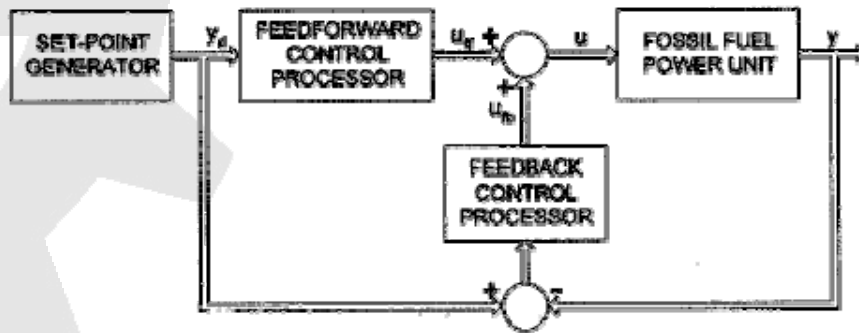 SET-POINT
GENERATOR
y_d
FEEDFORWARD
CONTROL
PROCESSOR
u_ff +
u
FOSSIL FUEL
POWER UNIT
y
+
u_fb
FEEDBACK
CONTROL
PROCESSOR
+
-